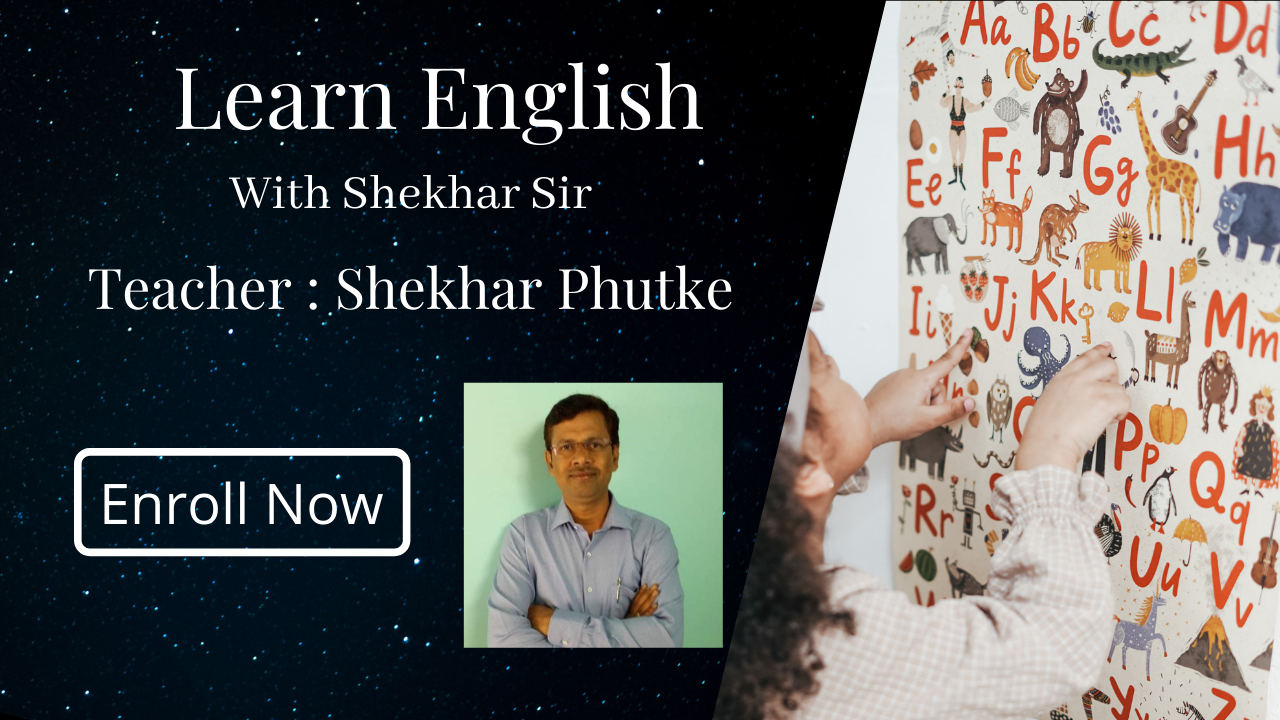 Learn English
With Shekhar Sir
Teacher : Shekhar Phutke
Enroll Now
Aa Bb Cc Dd
Ee Ff Gg Hh
Ii Jj Kk Ll Mm
Pp Qq
Rr
Uu Vv
Yy Z